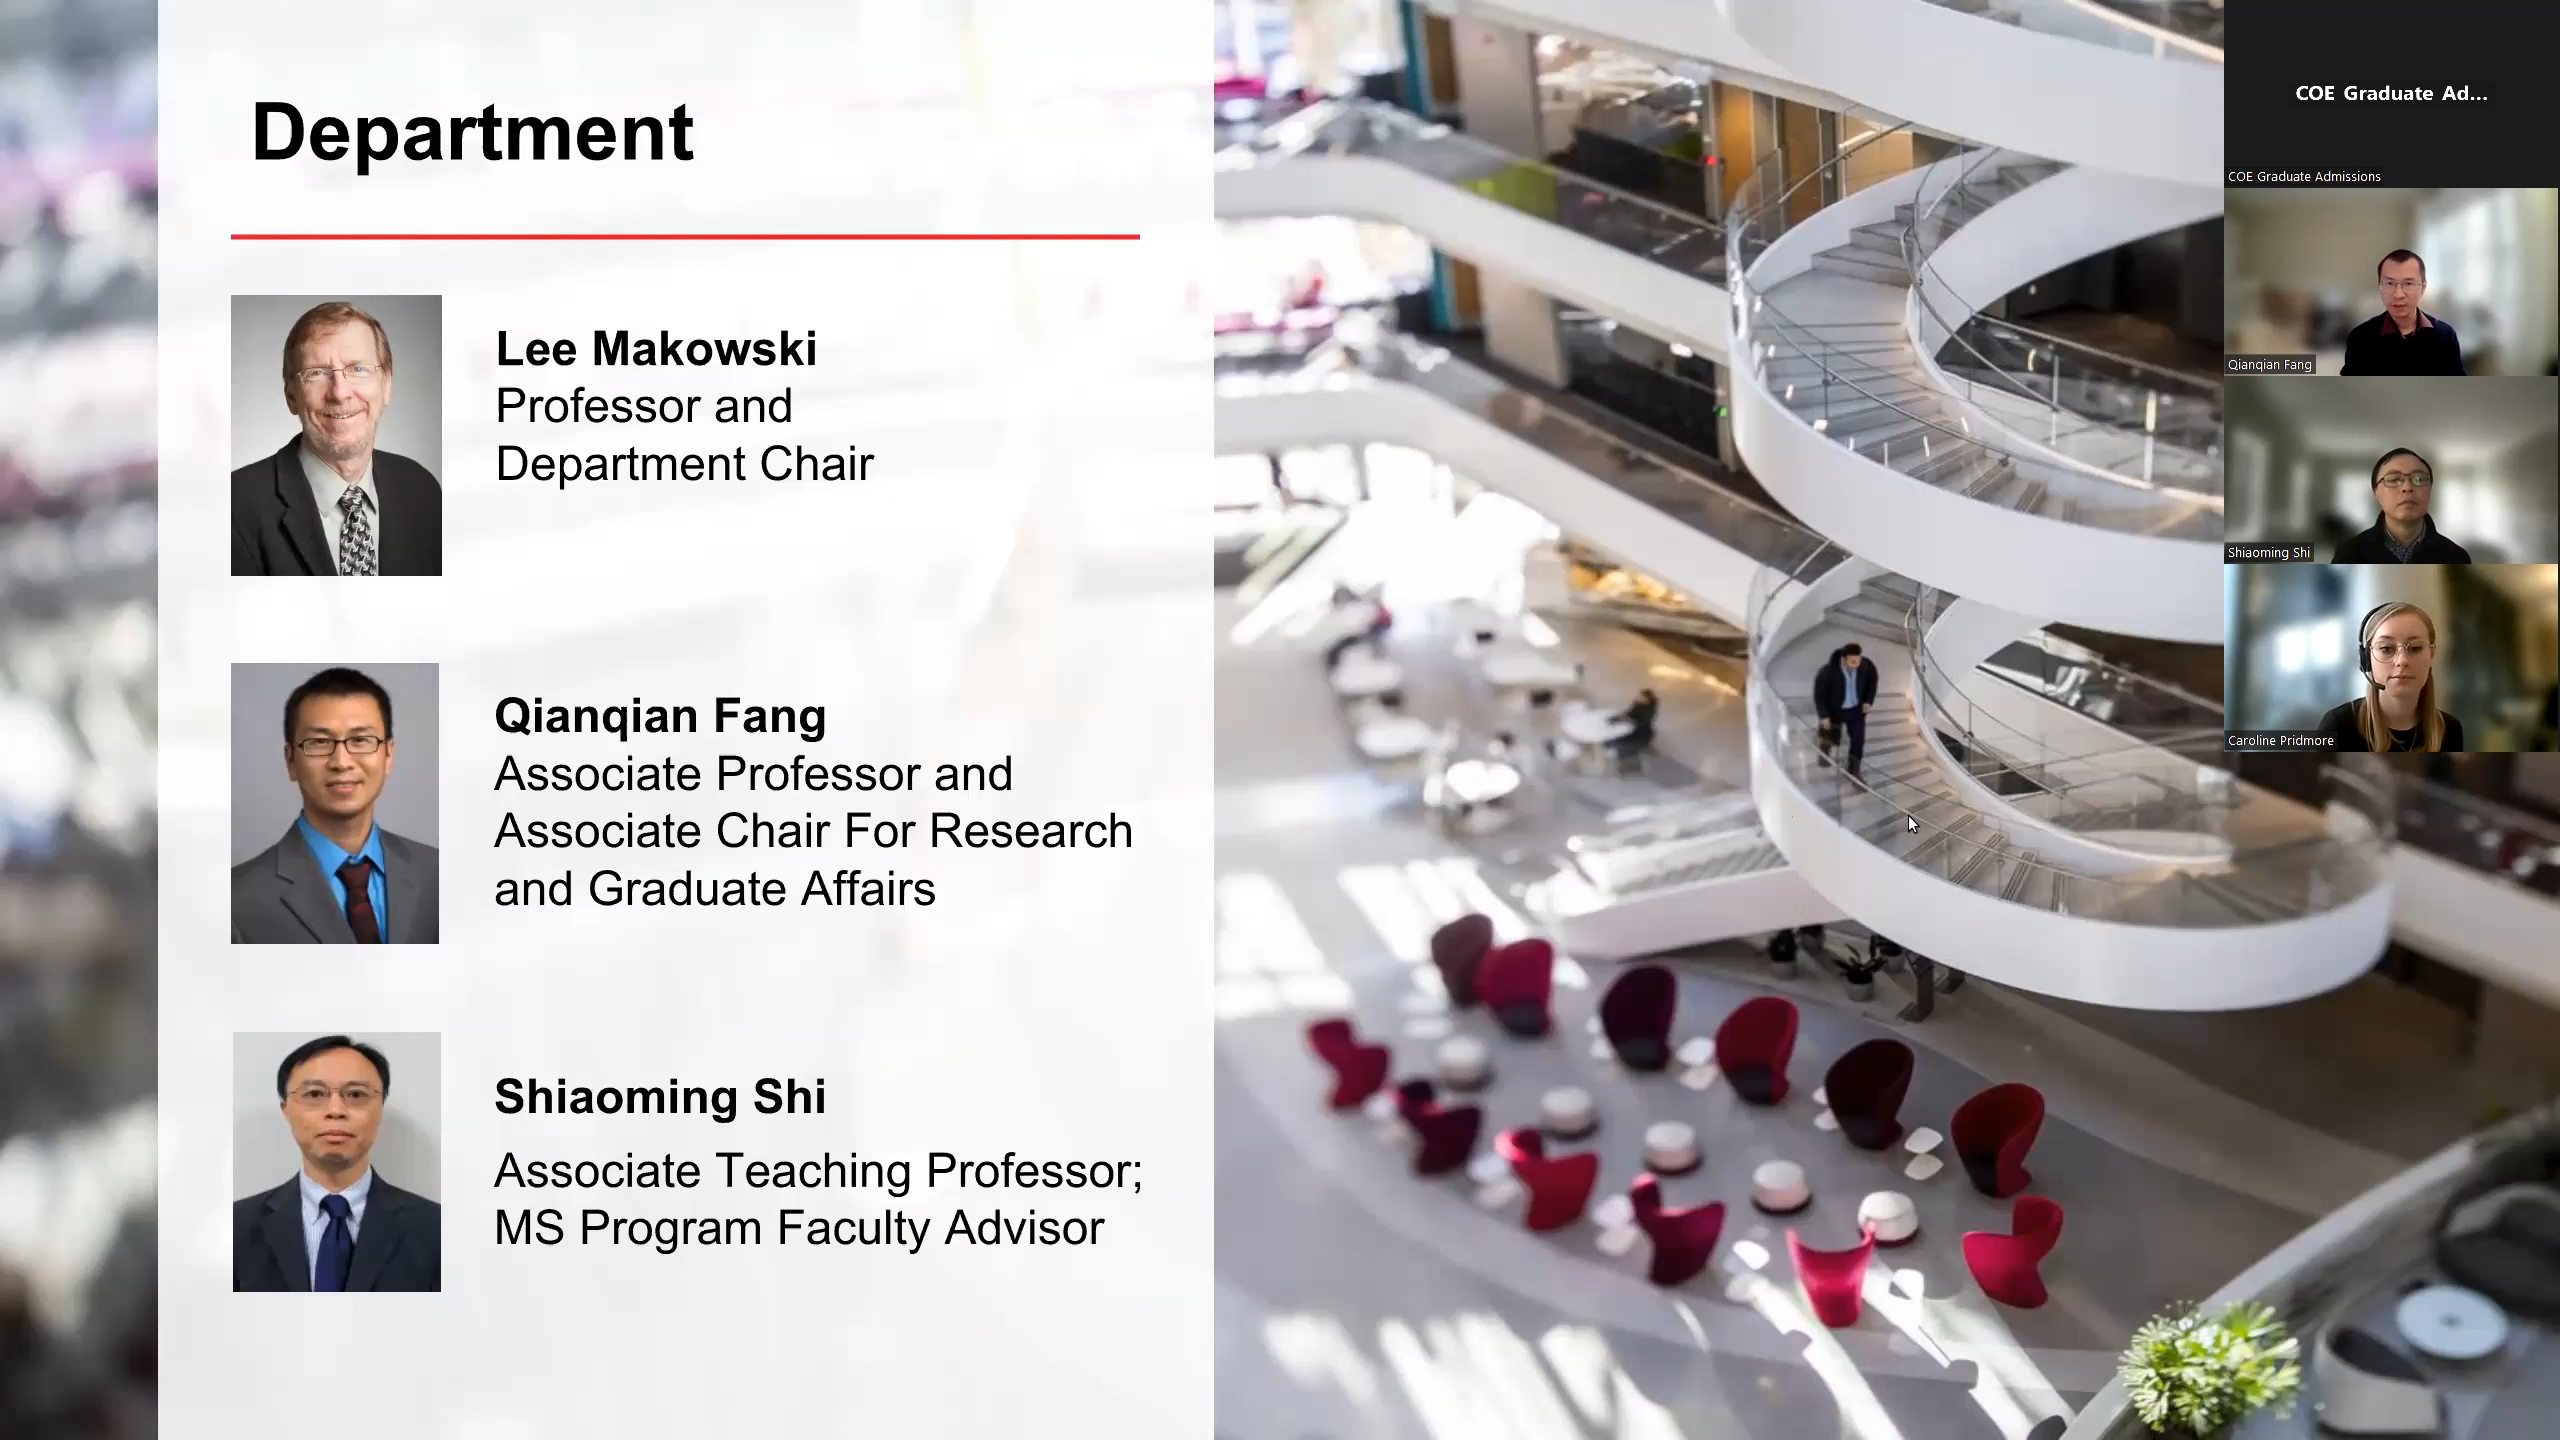 Department
Lee Makowski
Professor and
Department Chair
Qianqian Fang
Associate Professor and
Associate Chair For Research
and Graduate Affairs
Shiaoming Shi
Associate Teaching Professor;
MS Program Faculty Advisor
COE Graduate Ad...
COE Graduate Admissions
Qianqian Fang
Shiaoming Shi
Caroline Pridmore